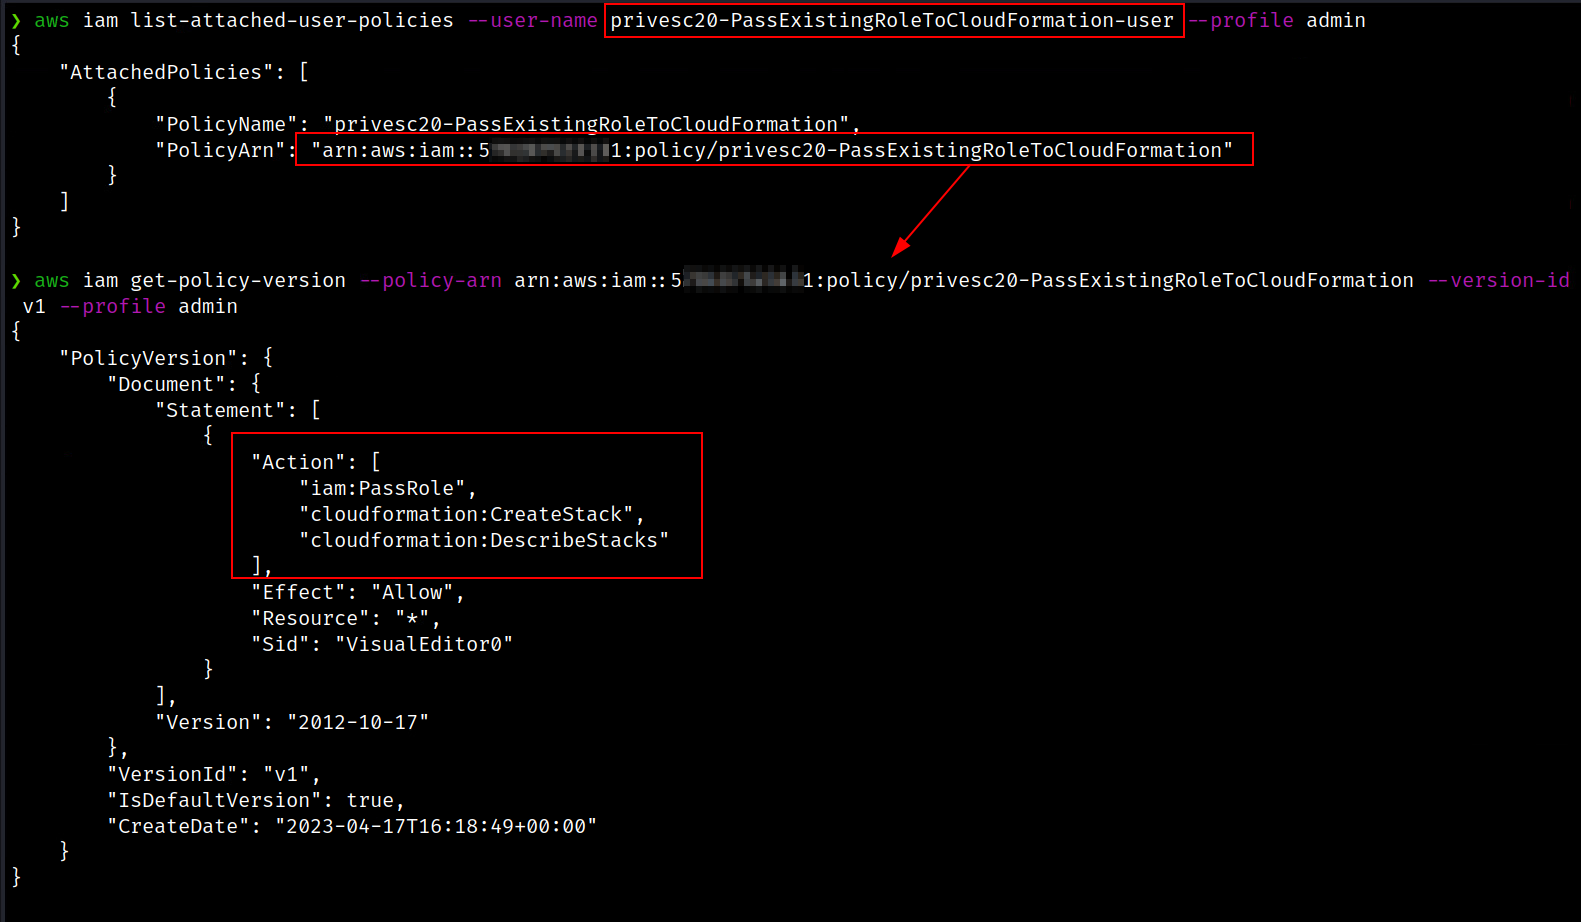 ❯ aws iam list-attached-user-policies --user-name privesc20-PassExistingRoleToCloudFormation-user --profile admin
{
    "AttachedPolicies": [
        {
            "PolicyName": "privesc20-PassExistingRoleToCloudFormation",
            "PolicyArn": "arn:aws:iam::5 1:policy/privesc20-PassExistingRoleToCloudFormation"
        }
    ]
}
❯ aws iam get-policy-version --policy-arn arn:aws:iam::5 1:policy/privesc20-PassExistingRoleToCloudFormation --version-id
v1 --profile admin
{
    "PolicyVersion": {
        "Document": {
            "Statement": [
                {
                    "Action": [
                        "iam:PassRole",
                        "cloudformation:CreateStack",
                        "cloudformation:DescribeStacks"
                    ],
                    "Effect": "Allow",
                    "Resource": "*",
                    "Sid": "VisualEditor0"
                }
            ],
            "Version": "2012-10-17"
        },
        "VersionId": "v1",
        "IsDefaultVersion": true,
        "CreateDate": "2023-04-17T16:18:49+00:00"
    }
}